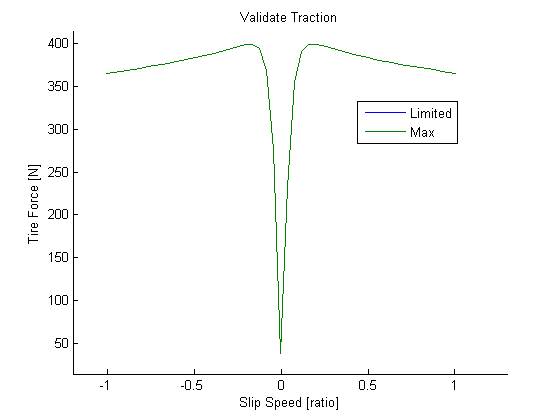 Validate Traction
Tire Force [N]
400
350
300
250
200
150
100
50
Limited
Max
-1
-0.5
0
0.5
1
Slip Speed [ratio]